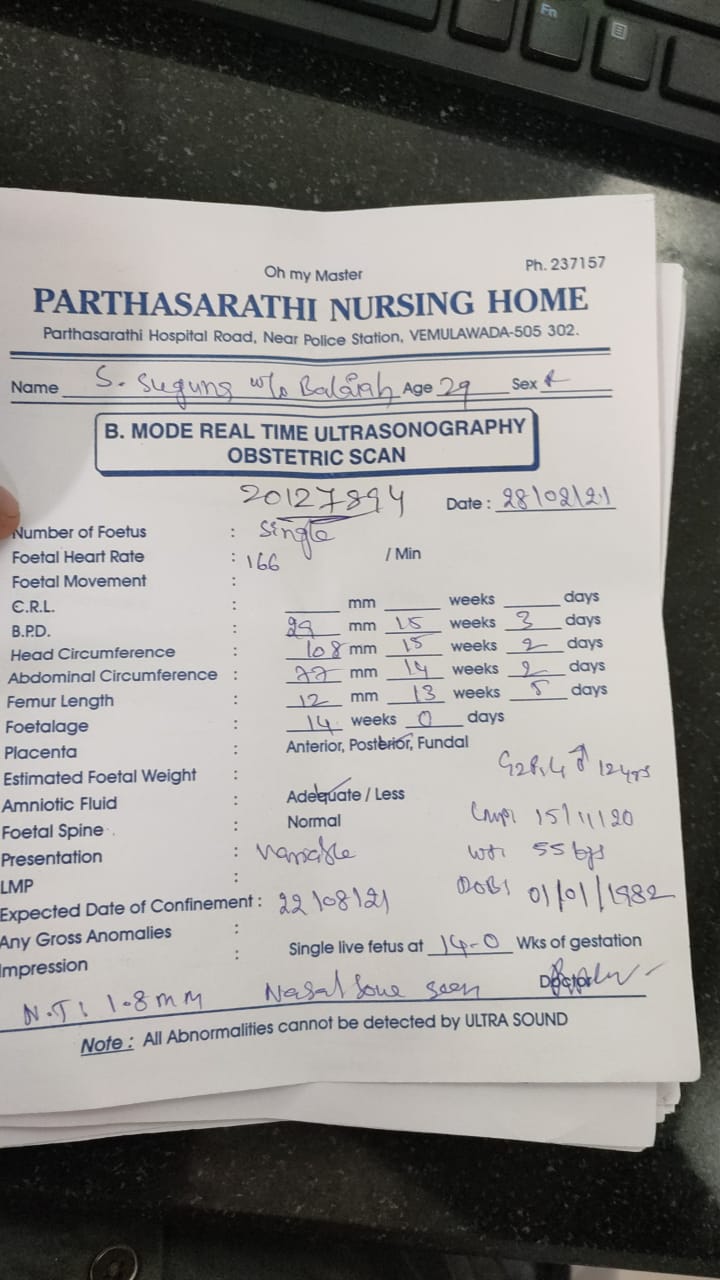 Fn
Oh my Master
Ph. 237157
PARTHASARATHI NURSING HOME
Parthasarathi Hospital Road, Near Police Station, VEMULAWADA-505 302.
Name S. Suguna w/o Balaiah Age 29 Sex F
B. MODE REAL TIME ULTRASONOGRAPHY
OBSTETRIC SCAN
20127894 Date : 28/02/21
Number of Foetus : Single
Foetal Heart Rate : 166 / Min
Foetal Movement :
C.R.L. : mm weeks days
B.P.D. : 29 mm 15 weeks 3 days
Head Circumference : 108 mm 15 weeks 2 days
Abdominal Circumference : 77 mm 14 weeks 2 days
Femur Length : 12 mm 13 weeks 5 days
Foetalage : 14 weeks 0 days
Placenta : Anterior, Posterior, Fundal
Estimated Foetal Weight : 12yrs
Amniotic Fluid : Adequate / Less
Foetal Spine : Normal 15/11/20
Presentation : Variable wt: 55 kgs
LMP : DOB: 01/01/1982
Expected Date of Confinement : 22/08/21
Any Gross Anomalies :
Impression : Single live fetus at 14-0 Wks of gestation
Doctor
N.T: 1.8mm Nasal bone seen
Note : All Abnormalities cannot be detected by ULTRA SOUND